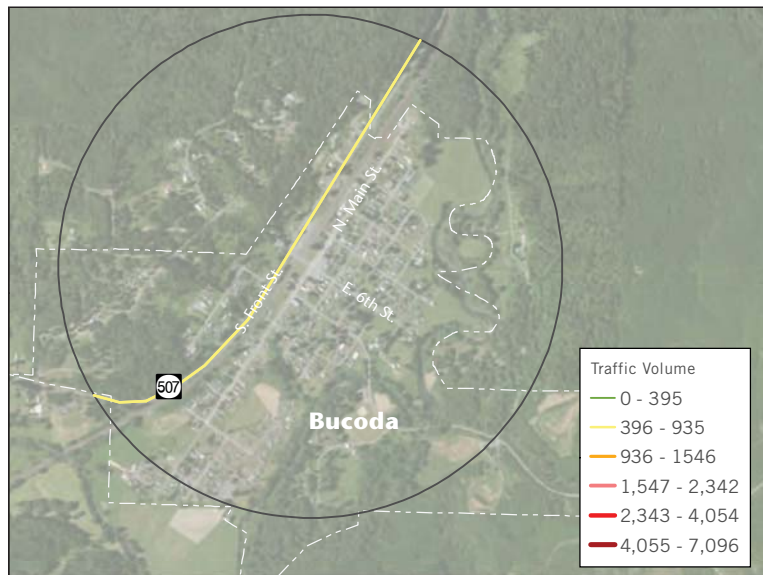 N. Main St.
S. Front St.
E. 6th St.
507
Bucoda
Traffic Volume
0 - 395
396 - 935
936 - 1546
1,547 - 2,342
2,343 - 4,054
4,055 - 7,096